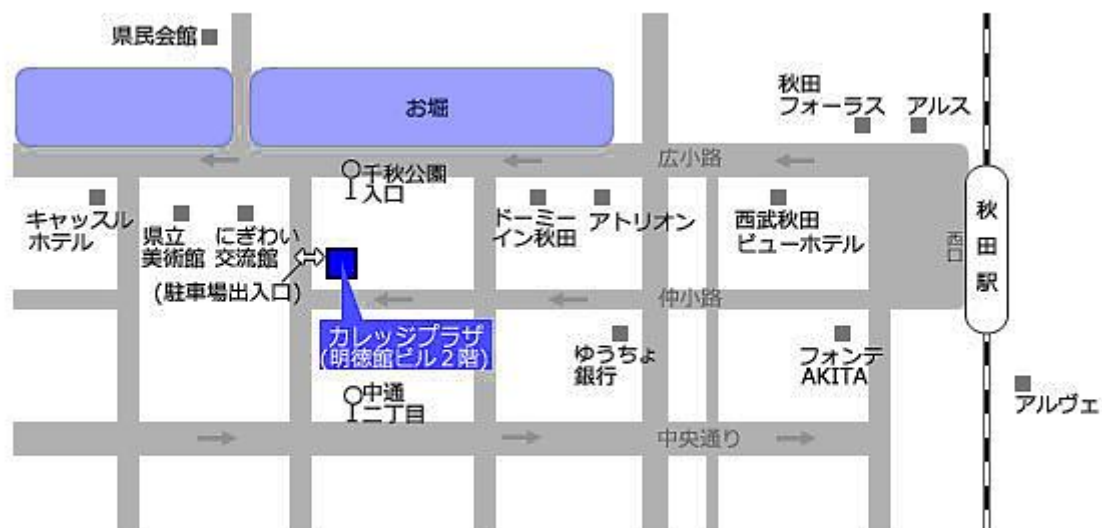 県民会館
お堀
秋田
フォーラス
アルス
広小路
千秋公園
入口
キャッスル
ホテル
県立
美術館
にぎわい
交流館
(駐車場出入口)
ドーミー
イン秋田
アトリオン
西武秋田
ビューホテル
西口
秋田駅
仲小路
カレッジプラザ
(明徳館ビル２階)
ゆうちょ
銀行
フォンテ
AKITA
アルヴェ
中通
二丁目
中央通り